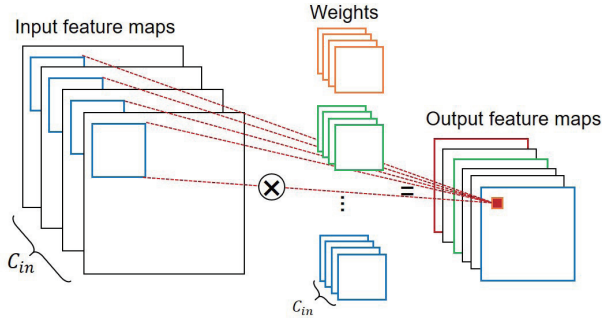 Input feature maps
Weights
Output feature maps
=
⋮
C_in
C_in